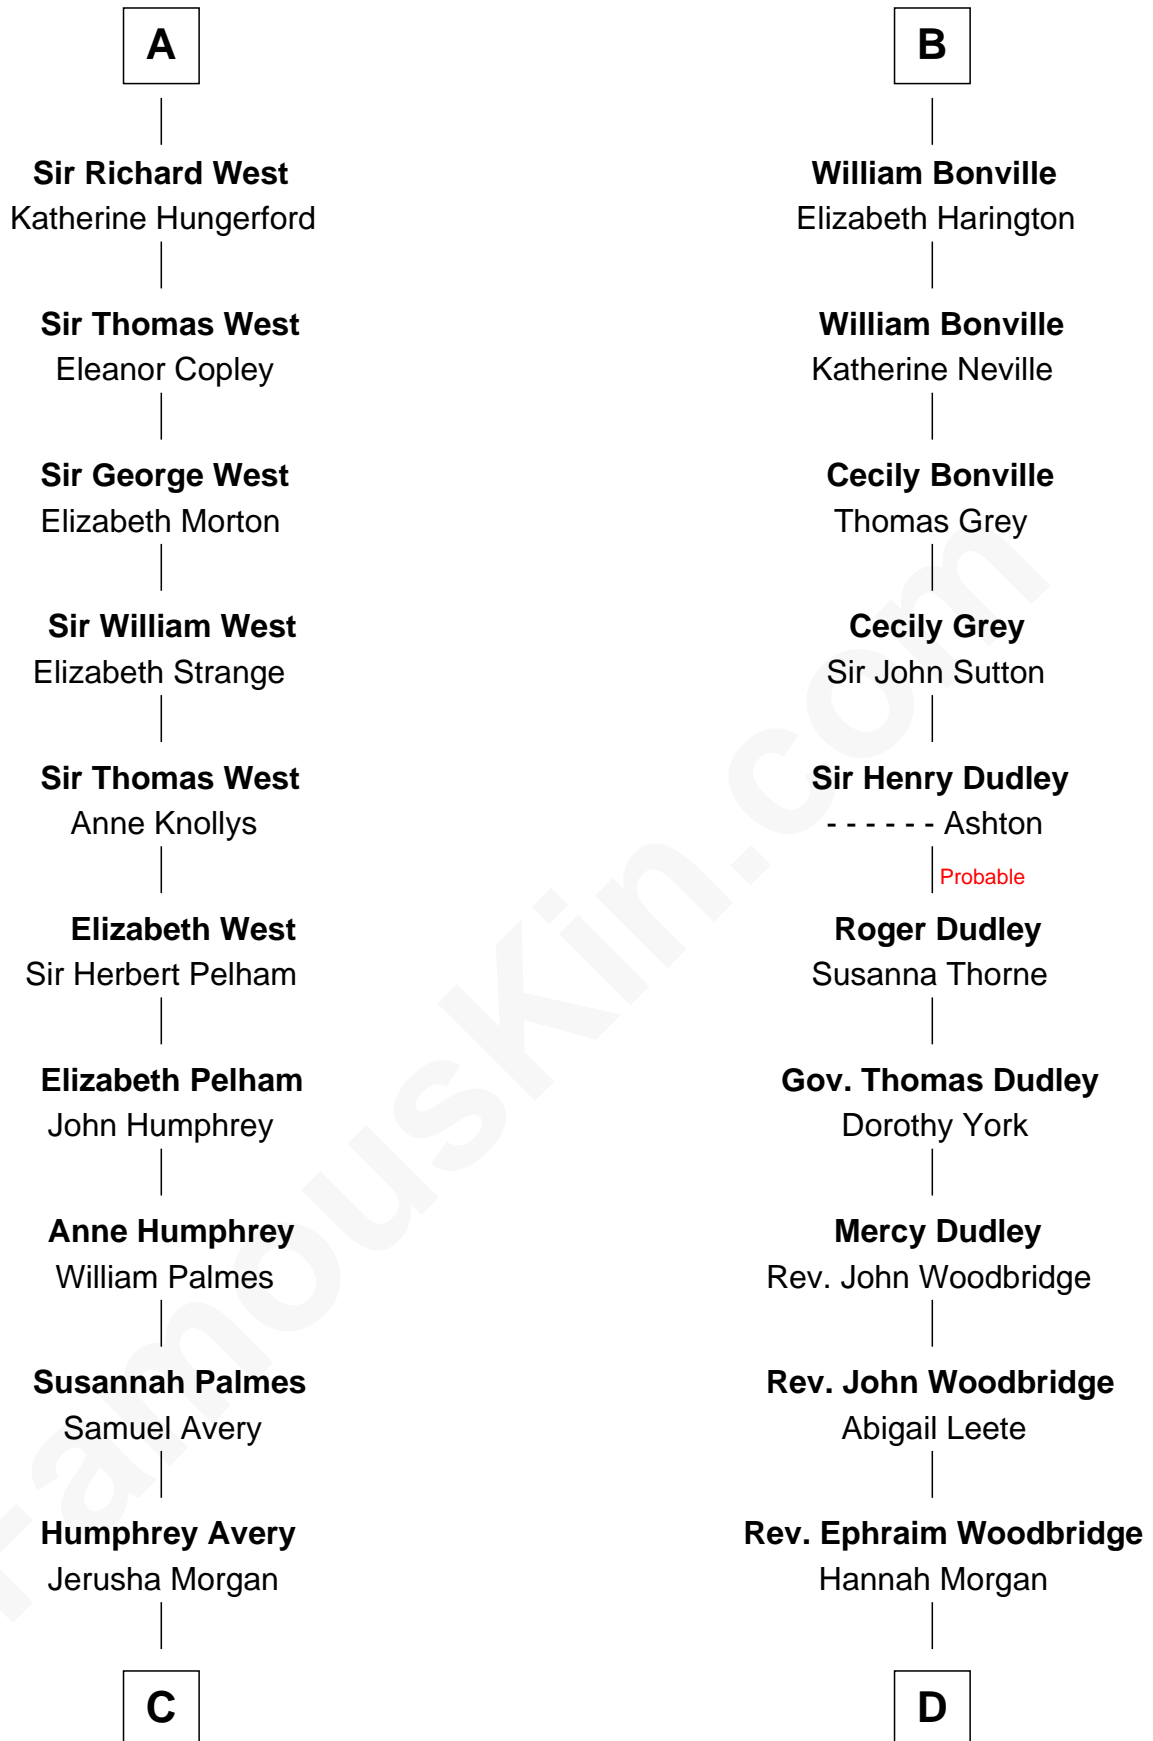 A
Sir Richard West
Katherine Hungerford
Sir Thomas West
Eleanor Copley
Sir George West
Elizabeth Morton
Sir William West
Elizabeth Strange
Sir Thomas West
Anne Knollys
Elizabeth West
Sir Herbert Pelham
Elizabeth Pelham
John Humphrey
Anne Humphrey
William Palmes
Susannah Palmes
Samuel Avery
Humphrey Avery
Jerusha Morgan
C
B
William Bonville
Elizabeth Harington
William Bonville
Katherine Neville
Cecily Bonville
Thomas Grey
Cecily Grey
Sir John Sutton
Sir Henry Dudley
- - - - - - Ashton
Probable
Roger Dudley
Susanna Thorne
Gov. Thomas Dudley
Dorothy York
Mercy Dudley
Rev. John Woodbridge
Rev. John Woodbridge
Abigail Leete
Rev. Ephraim Woodbridge
Hannah Morgan
D
FamousKin.com